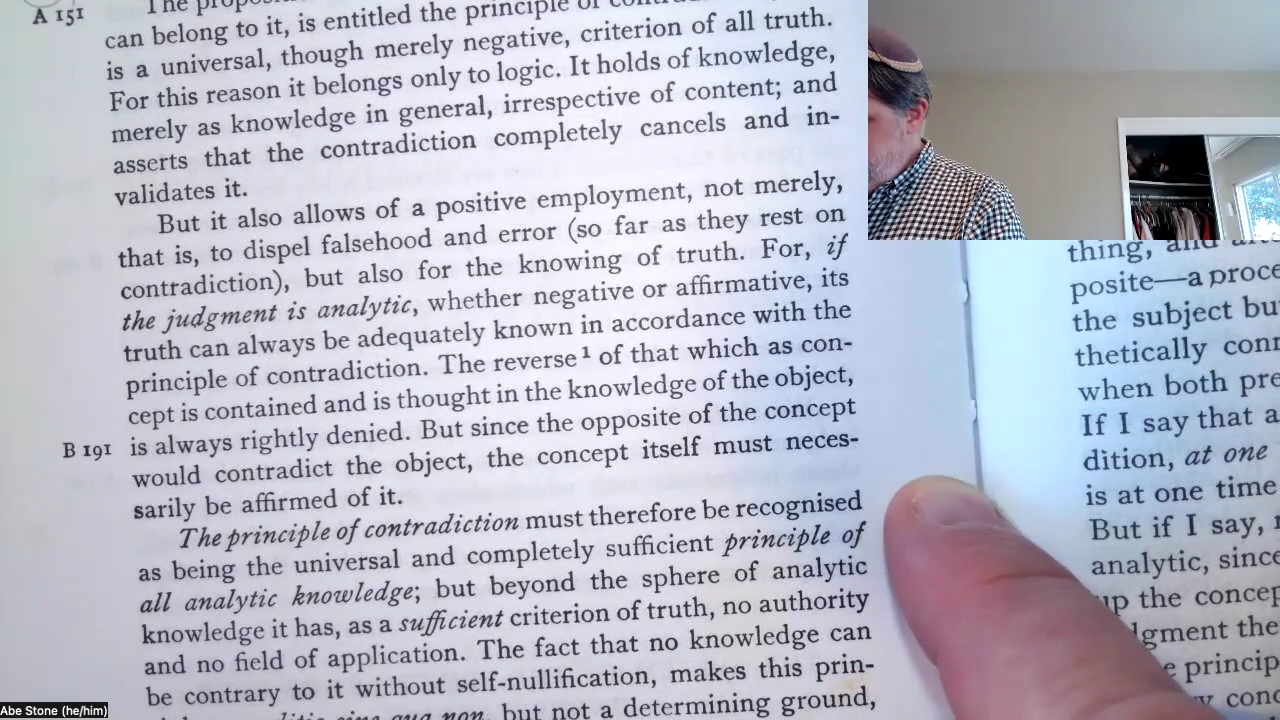 A 151
The
can belong to it, is entitled the principle of
is a universal, though merely negative, criterion of all truth.
For this reason it belongs only to logic. It holds of knowledge,
merely as knowledge in general, irrespective of content; and
asserts that the contradiction completely cancels and in-
validates it.
But it also allows of a positive employment, not merely,
that is, to dispel falsehood and error (so far as they rest on
contradiction), but also for the knowing of truth. For, if
the judgment is analytic, whether negative or affirmative, its
truth can always be adequately known in accordance with the
principle of contradiction. The reverse¹ of that which as con-
cept is contained and is thought in the knowledge of the object,
B 191 is always rightly denied. But since the opposite of the concept
would contradict the object, the concept itself must neces-
sarily be affirmed of it.
The principle of contradiction must therefore be recognised
as being the universal and completely sufficient principle of
all analytic knowledge; but beyond the sphere of analytic
knowledge it has, as a sufficient criterion of truth, no authority
and no field of application. The fact that no knowledge can
be contrary to it without self-nullification, makes this prin-
sine qua non, but not a determining ground,
thing, and
posite—a
the subject
when both
If I say that a
dition, at one
is at one time
But if I say,
analytic, since
up the
the
Abe Stone (he/him)